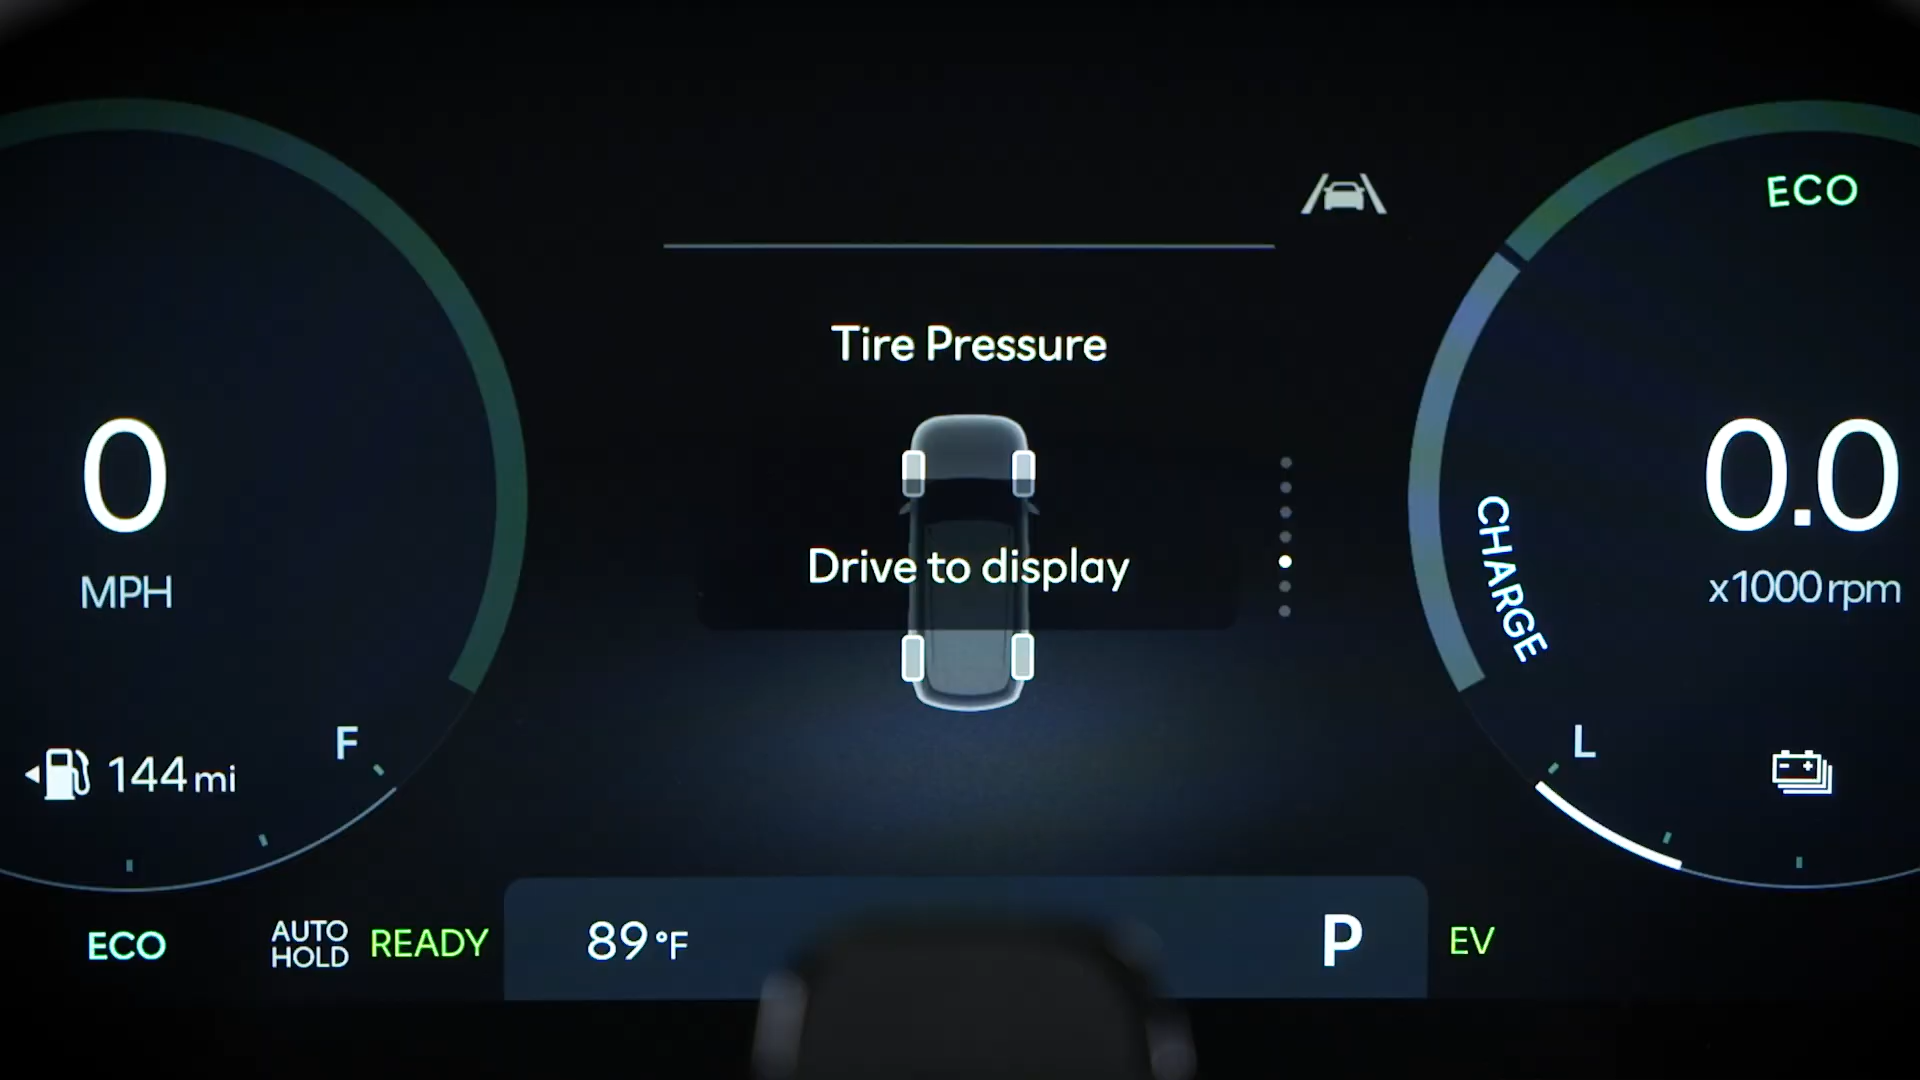 ECO
Tire Pressure
0
MPH
0.0
x1000 rpm
CHARGE
Drive to display
F
144 mi
L
ECO
AUTO HOLD
READY
89 °F
P
EV